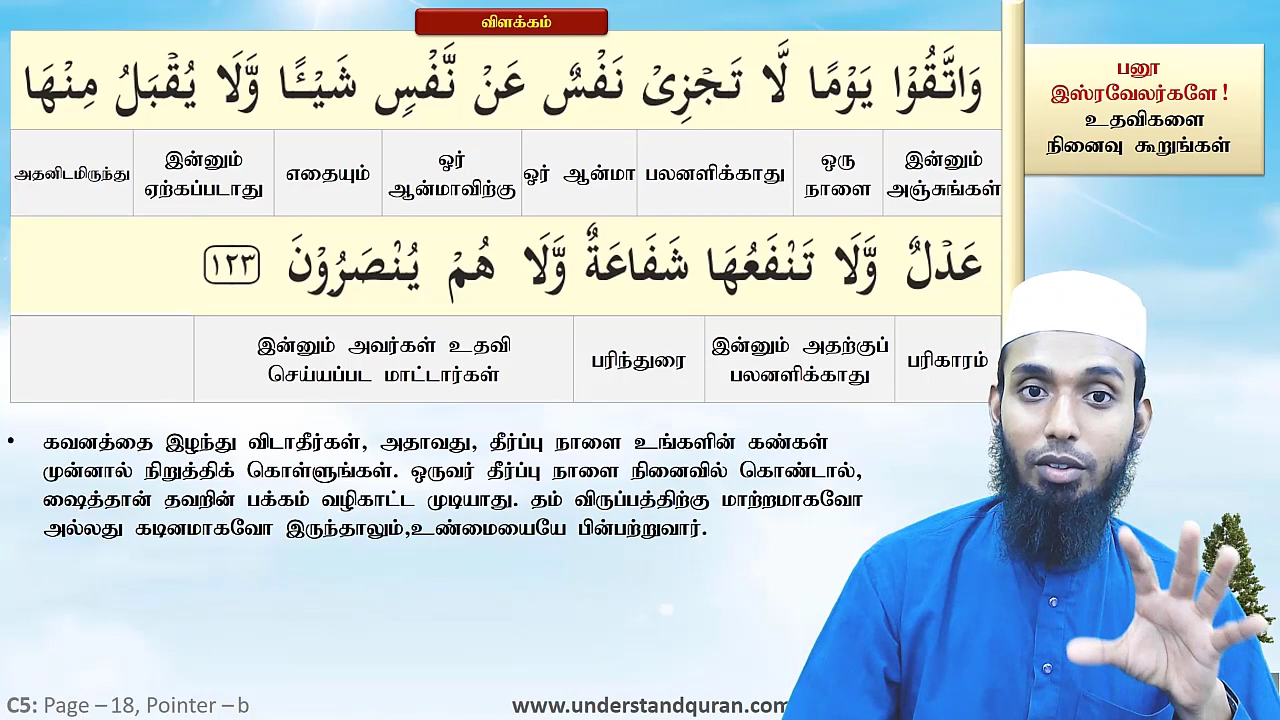 விளக்கம்
وَاتَّقُوْا يَوْمًا لَّا تَجْزِیْ نَفْسٌ عَنْ نَّفْسٍ شَيْـًٔا وَّلَا يُقْبَلُ مِنْهَا
அதனிடமிருந்து இன்னும் ஏற்கப்படாது எதையும் ஓர் ஆன்மாவிற்கு ஓர் ஆன்மா பலனளிக்காது ஒரு நாளை இன்னும் அஞ்சுங்கள்
عَدْلٌ وَّلَا تَنْفَعُهَا شَفَاعَةٌ وَّلَا هُمْ يُنْصَرُوْنَ ١٢٣
இன்னும் அவர்கள் உதவி செய்யப்பட மாட்டார்கள் பரிந்துரை இன்னும் அதற்குப் பலனளிக்காது பரிகாரம்
பனூ
இஸ்ரவேலர்களே !
உதவிகளை
நினைவு கூறுங்கள்
• கவனத்தை இழந்து விடாதீர்கள், அதாவது, தீர்ப்பு நாளை உங்களின் கண்கள்
முன்னால் நிறுத்திக் கொள்ளுங்கள். ஒருவர் தீர்ப்பு நாளை நினைவில் கொண்டால்,
ஷைத்தான் தவறின் பக்கம் வழிகாட்ட முடியாது. தம் விருப்பத்திற்கு மாற்றமாகவோ
அல்லது கடினமாகவோ இருந்தாலும்,உண்மையையே பின்பற்றுவார்.
C5: Page – 18, Pointer – b
www.understandquran.com